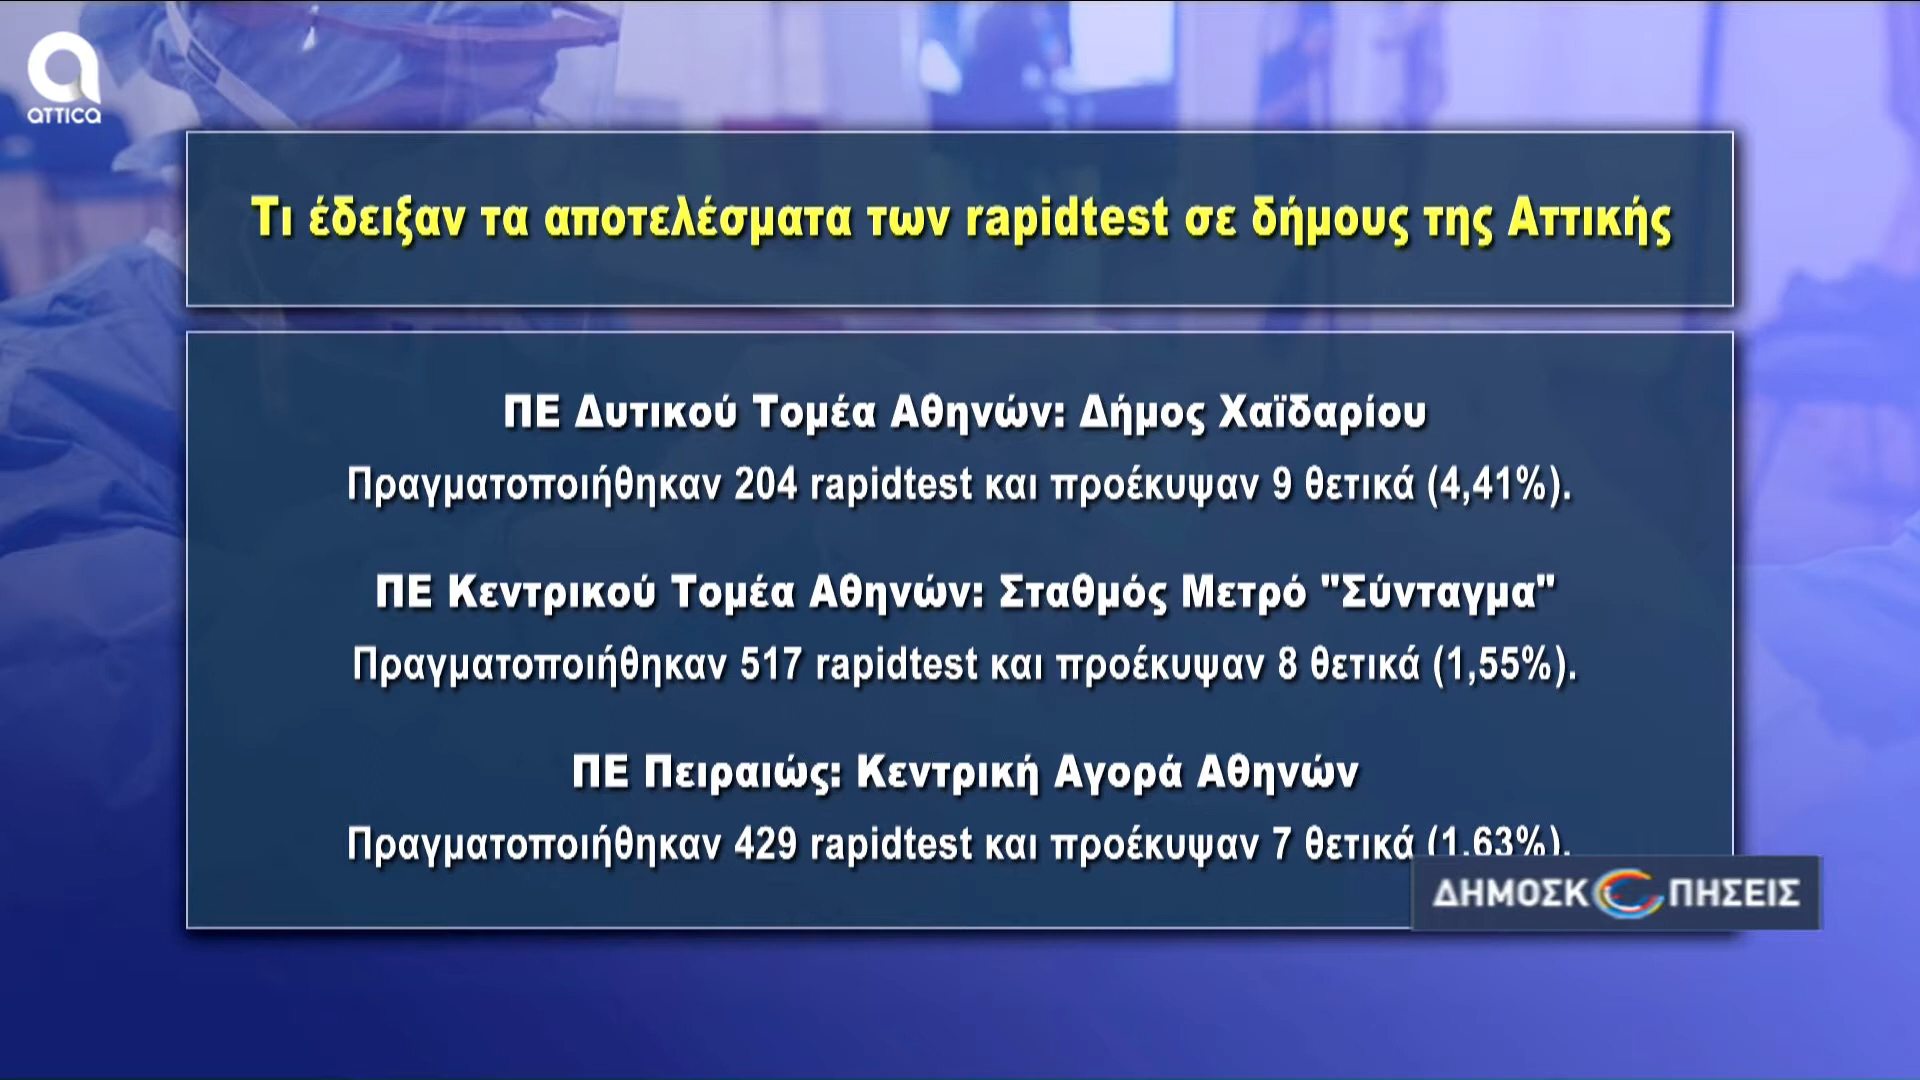 αττιcα
Τι έδειξαν τα αποτελέσματα των rapidtest σε δήμους της Αττικής
ΠΕ Δυτικού Τομέα Αθηνών: Δήμος Χαϊδαρίου
Πραγματοποιήθηκαν 204 rapidtest και προέκυψαν 9 θετικά (4,41%).
ΠΕ Κεντρικού Τομέα Αθηνών: Σταθμός Μετρό "Σύνταγμα"
Πραγματοποιήθηκαν 517 rapidtest και προέκυψαν 8 θετικά (1,55%).
ΠΕ Πειραιώς: Κεντρική Αγορά Αθηνών
Πραγματοποιήθηκαν 429 rapidtest και προέκυψαν 7 θετικά (1,63%).
ΔΗΜΟΣΚΟΠΗΣΕΙΣ